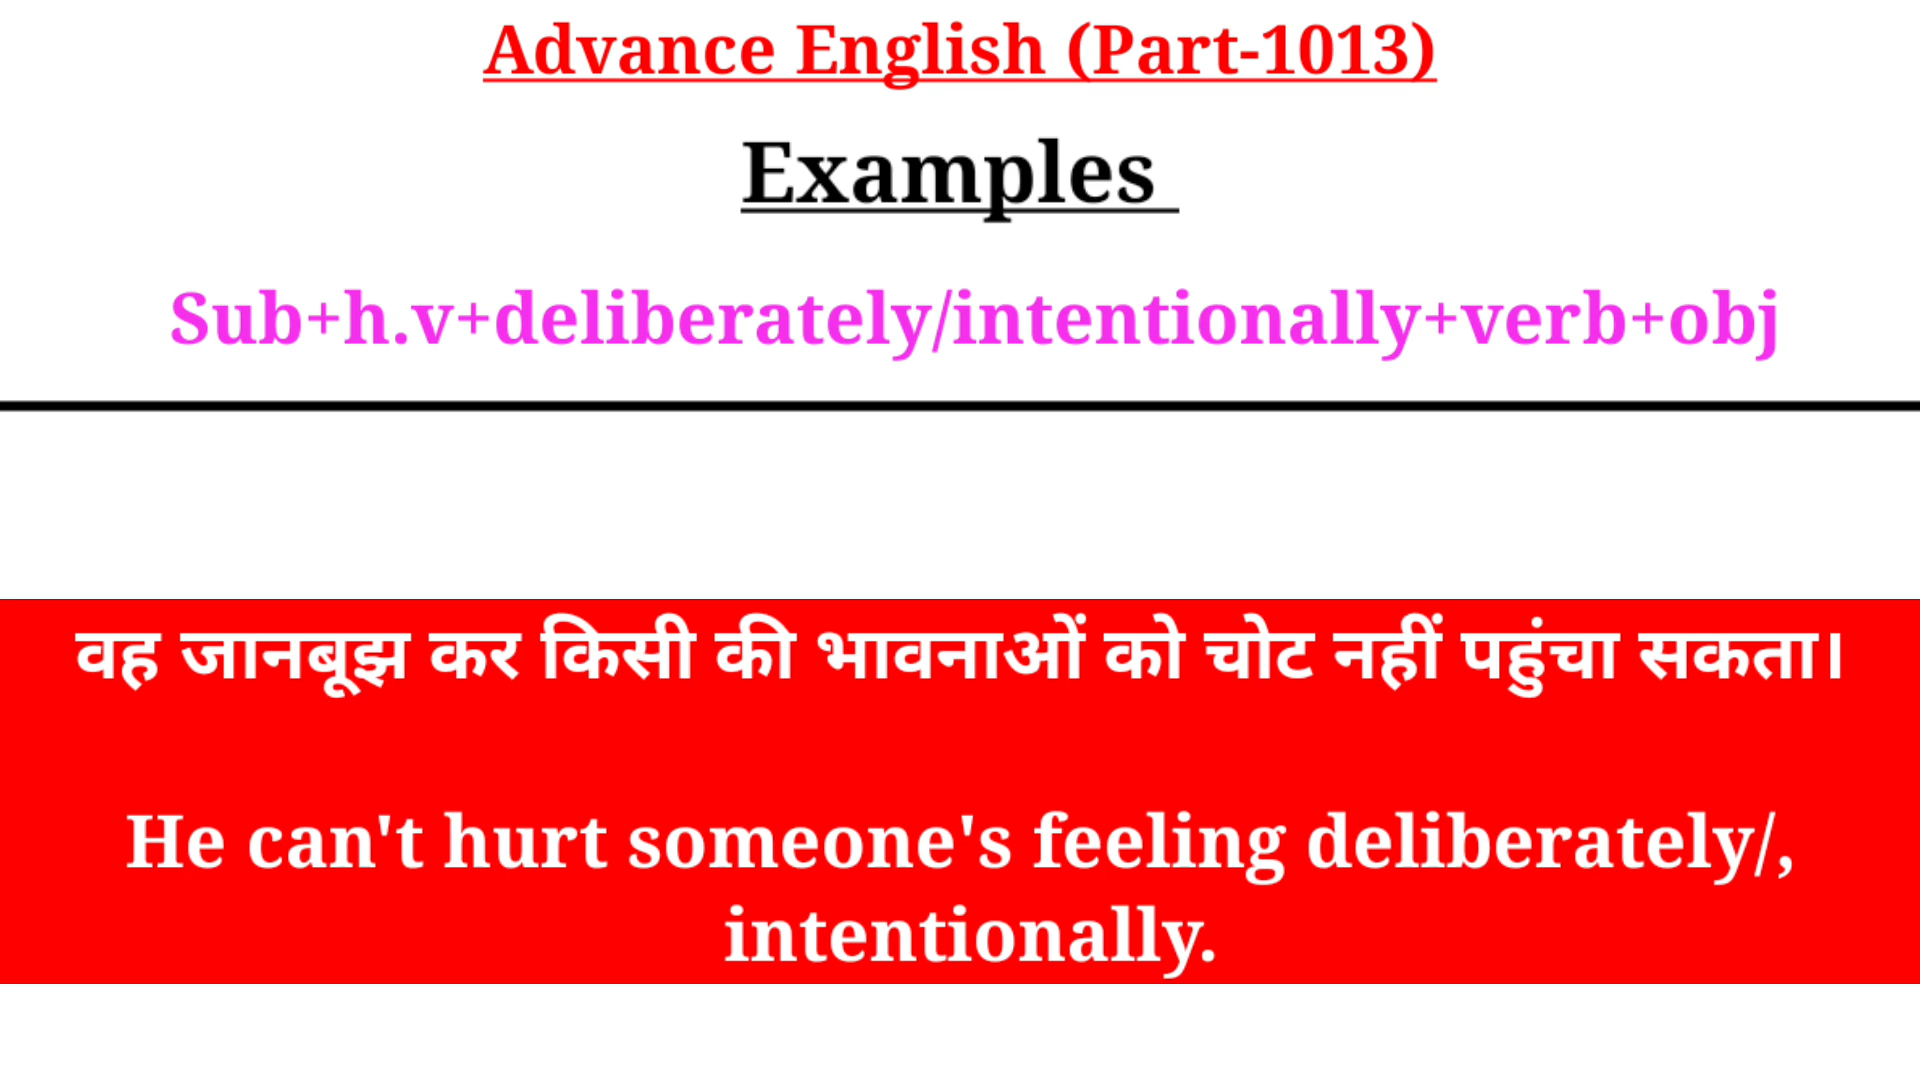 Advance English (Part-1013)
Examples
Sub+h.v+deliberately/intentionally+verb+obj
वह जानबूझ कर किसी की भावनाओं को चोट नहीं पहुंचा सकता।
He can't hurt someone's feeling deliberately/,
intentionally.